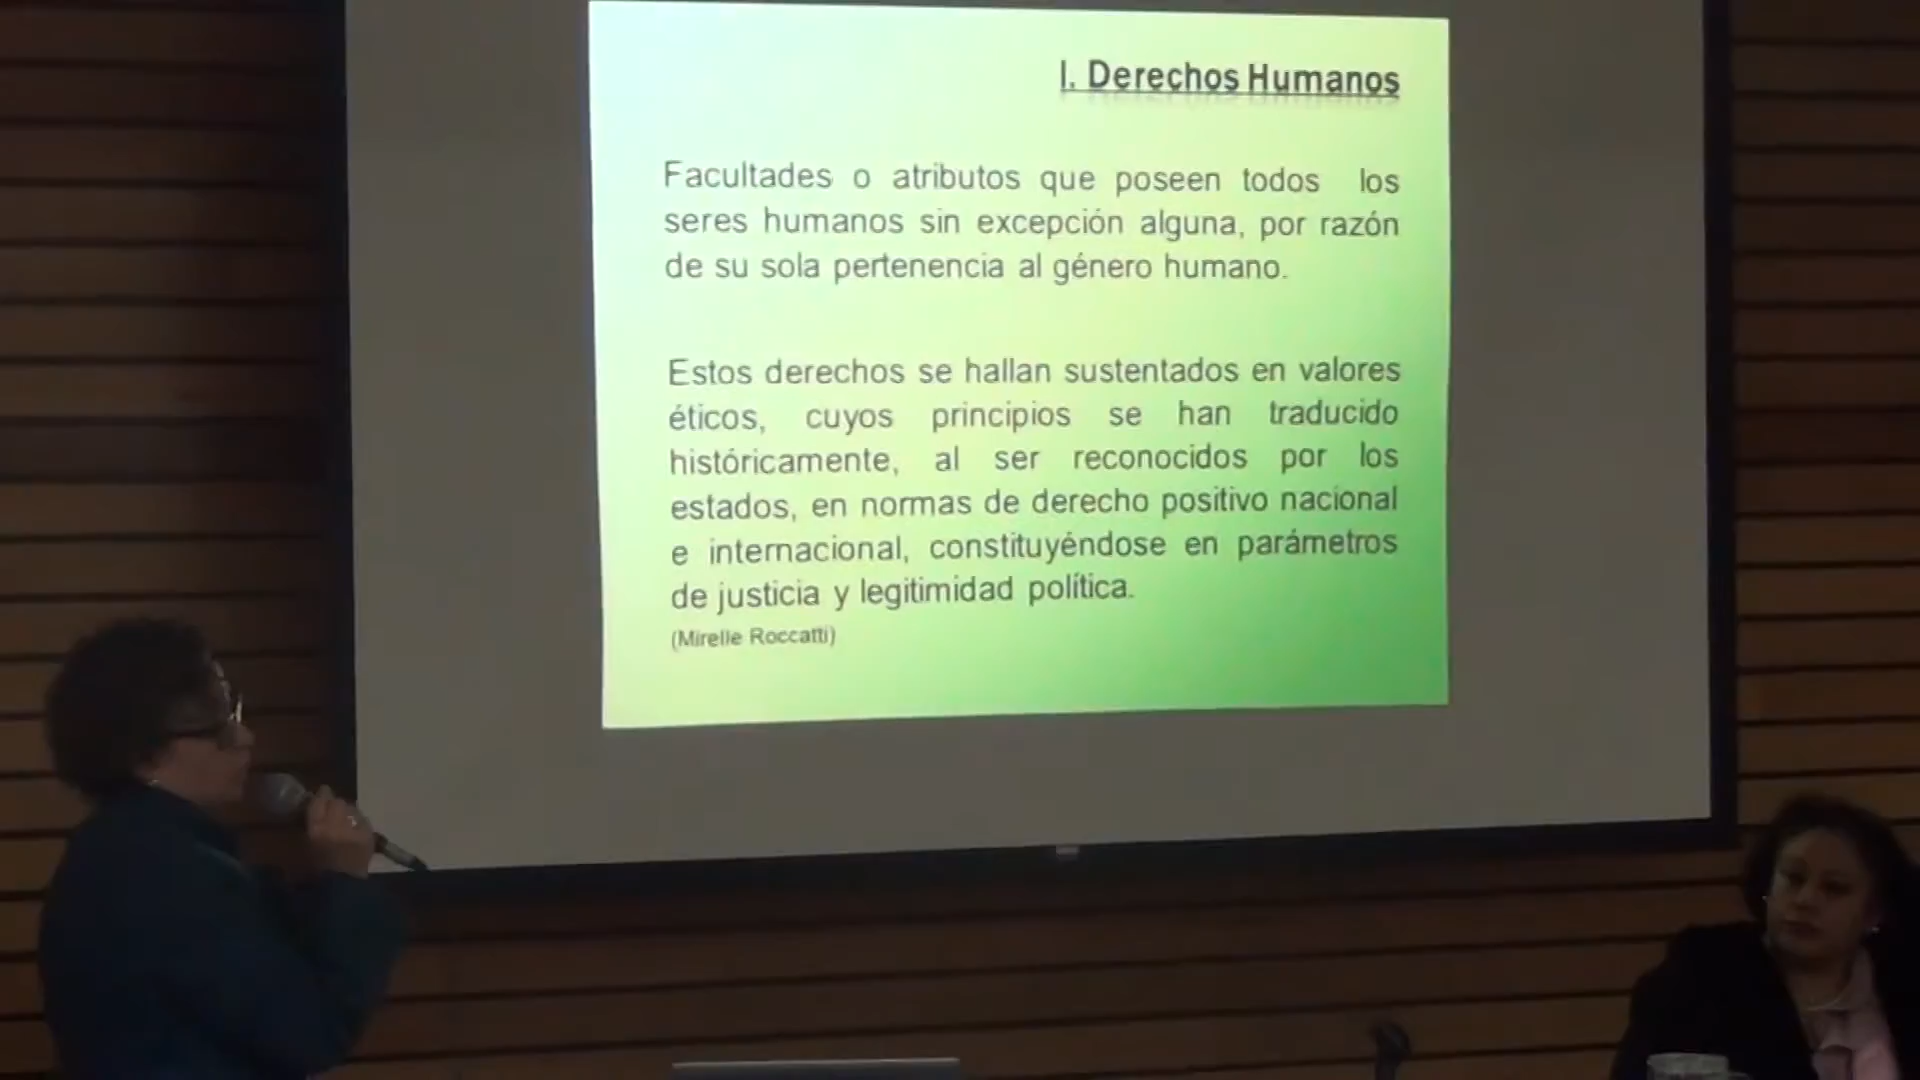 I. Derechos Humanos
Facultades o atributos que poseen todos los
seres humanos sin excepción alguna, por razón
de su sola pertenencia al género humano.
Estos derechos se hallan sustentados en valores
éticos, cuyos principios se han traducido
históricamente, al ser reconocidos por los
estados, en normas de derecho positivo nacional
e internacional, constituyéndose en parámetros
de justicia y legitimidad política.
(Mirelle Roccatti)